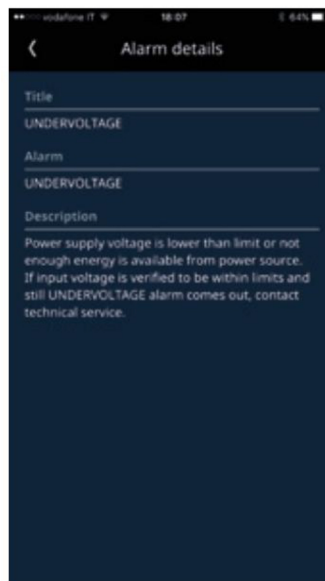 vodafone IT
18:07
64%
Alarm details
Title
UNDERVOLTAGE
Alarm
UNDERVOLTAGE
Description
Power supply voltage is lower than limit or not
enough energy is available from power source.
If input voltage is verified to be within limits and
still UNDERVOLTAGE alarm comes out, contact
technical service.